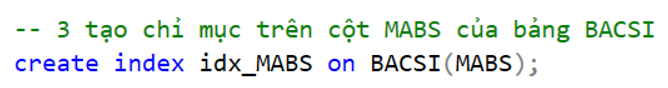 -- 3 tạo chỉ mục trên cột MABS của bảng BACSI
create index idx_MABS on BACSI(MABS);